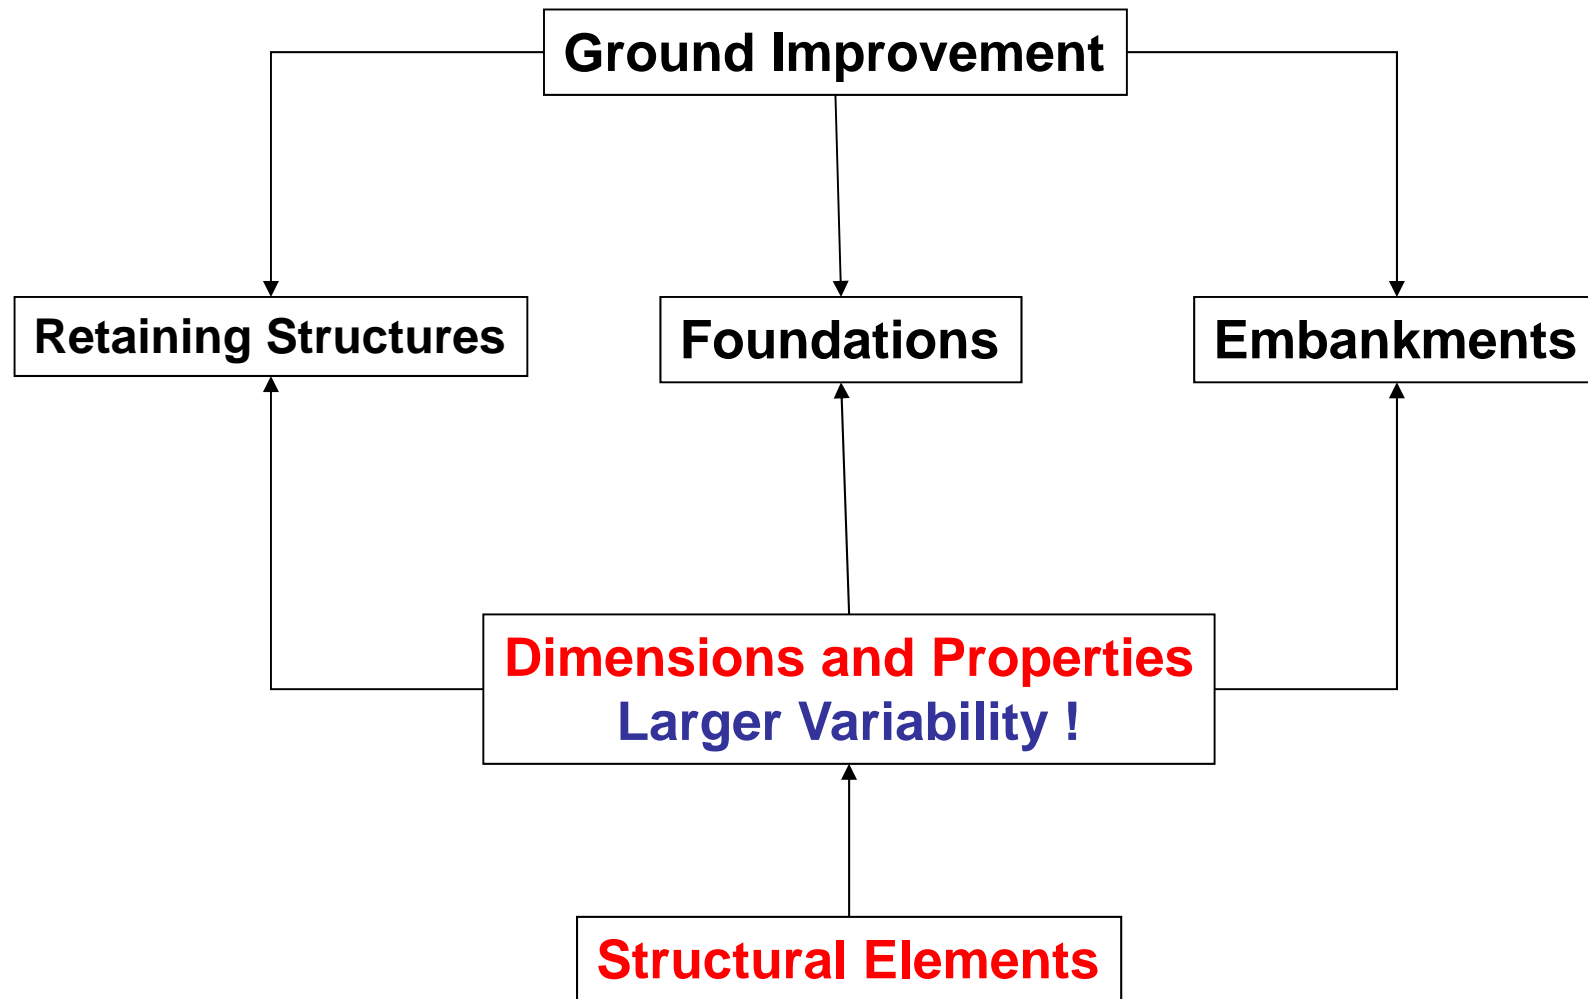 Ground Improvement
Retaining Structures
Foundations
Embankments
Dimensions and Properties
Larger Variability !
Structural Elements